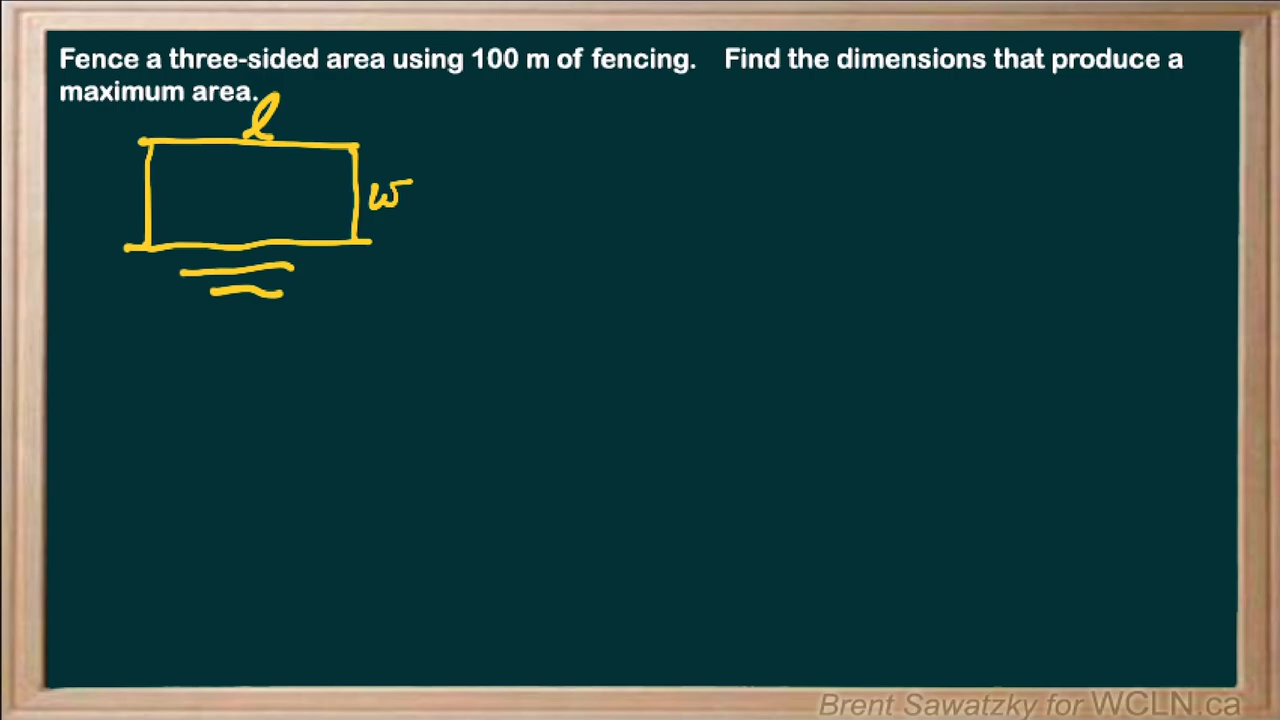 Fence a three-sided area using 100 m of fencing. Find the dimensions that produce a
maximum area.
l
w
Brent Sawatzky for WCLN.ca